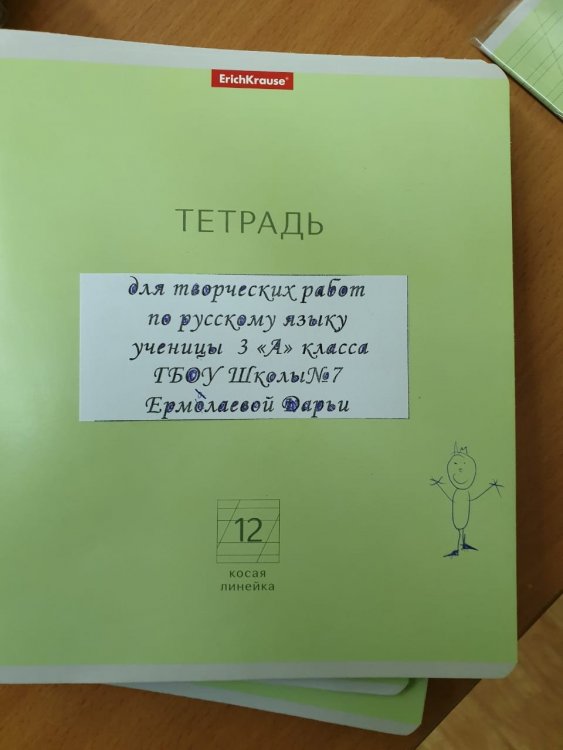 ErichKrause®
ТЕТРАДЬ
для творческих работ
по русскому языку
ученицы 3 «А» класса
ГБОУ Школы№7
Ермолаевой Дарьи
12
косая
линейка